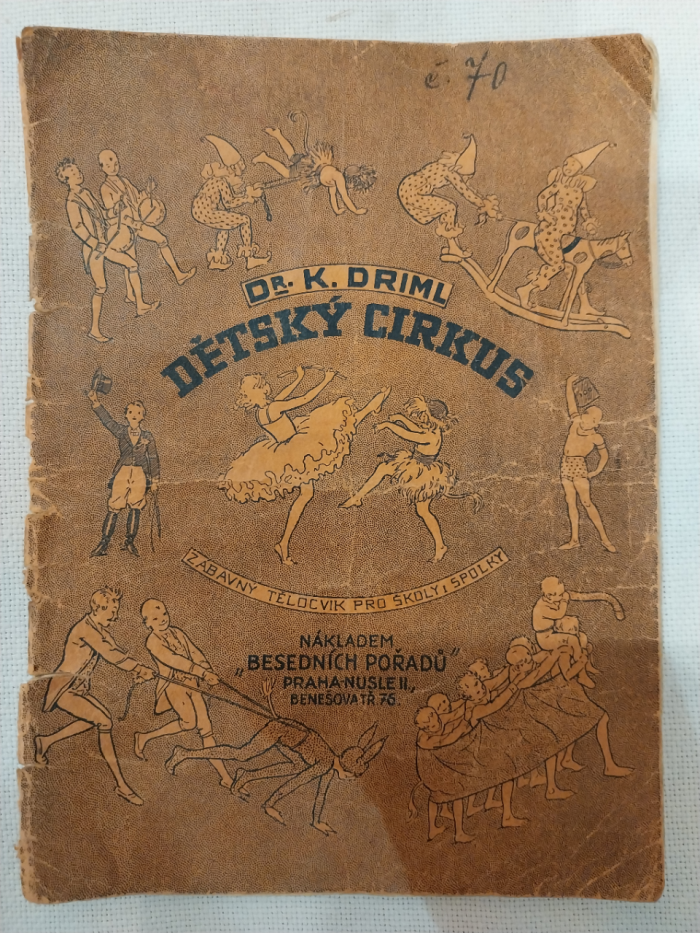 č. 70
DR. K. DRIML
DĚTSKÝ CIRKUS
ZÁBAVNÝ TĚLOCVIK PRO ŠKOLY I SPOLKY
NÁKLADEM
„BESEDNÍCH POŘADŮ"
PRAHA-NUSLE II.,
BENEŠOVA TŘ. 76.